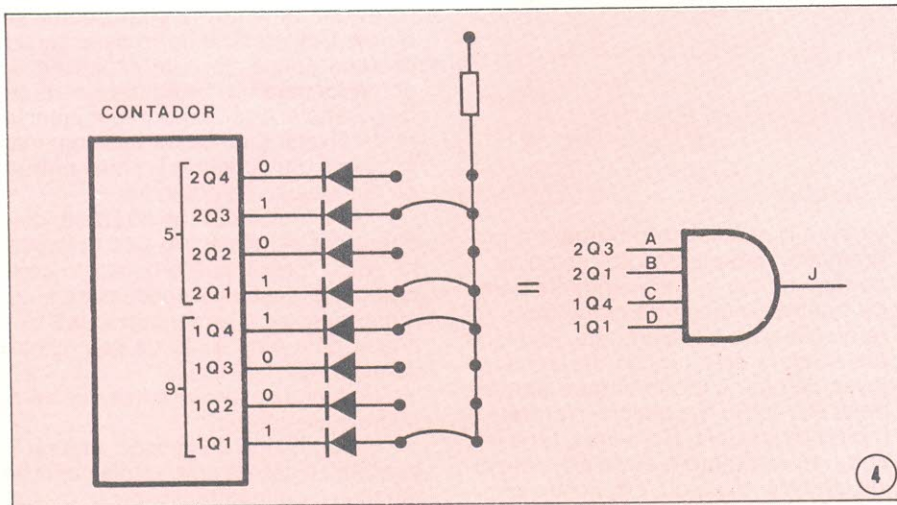 CONTADOR
2Q4 0
5 2Q3 1
2Q2 0
2Q1 1
1Q4 1
9 1Q3 0
1Q2 0
1Q1 1
=
2Q3 A
2Q1 B
1Q4 C
1Q1 D
J
4